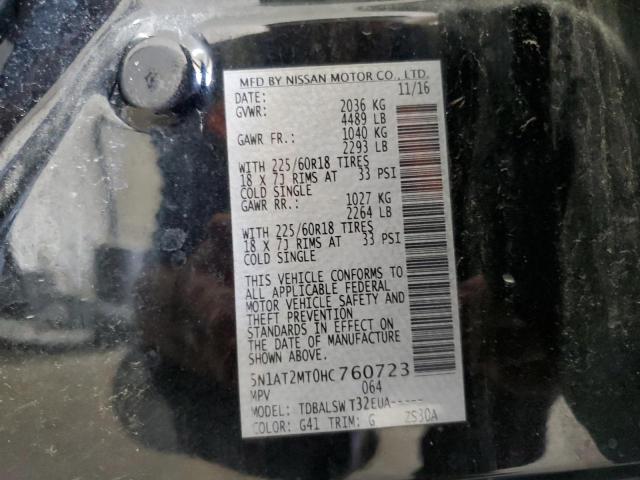 MFD BY NISSAN MOTOR CO., LTD.
DATE: 11/16
GVWR: 2036 KG
4489 LB
GAWR FR.: 1040 KG
2293 LB
WITH 225/60R18 TIRES
18 X 7J RIMS AT 33 PSI
COLD SINGLE
GAWR RR.: 1027 KG
2264 LB
WITH 225/60R18 TIRES
18 X 7J RIMS AT 33 PSI
COLD SINGLE
THIS VEHICLE CONFORMS TO
ALL APPLICABLE FEDERAL
MOTOR VEHICLE SAFETY AND
THEFT PREVENTION
STANDARDS IN EFFECT ON
THE DATE OF MANUFACTURE
SHOWN ABOVE.
5N1AT2MT0HC760723
MPV 064
MODEL: TDBALSW T32EUA-----
COLOR: G41 TRIM: G 2S30A